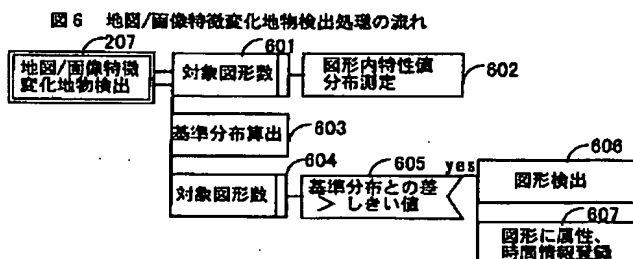 図6 地図/画像特徴変化地物検出処理の流れ
207
地図/画像特徴
変化地物検出
601
対象図形数
図形内特性値
分布測定
602
基準分布算出
603
604
対象図形数
605
基準分布との差
> しきい値
yes
606
図形検出
607
図形に属性、
時間情報登録